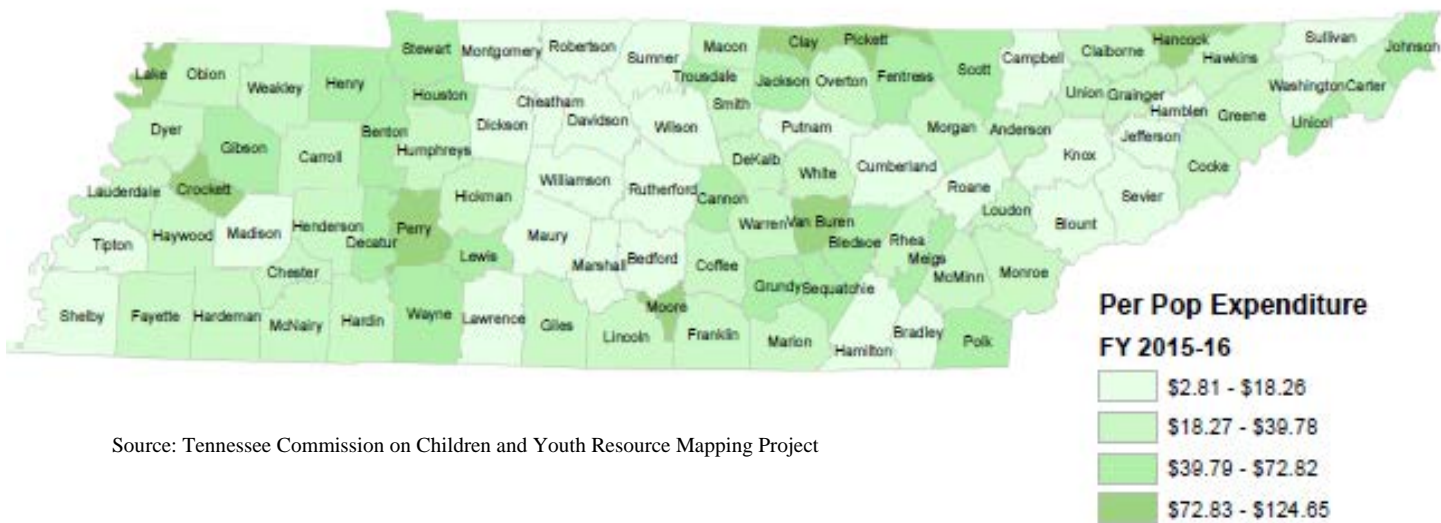 Stewart Montgomery Robertson Sumner Macon Clay Pickett Campbell Claiborne Hancock Sullivan Johnson
Lake Obion Weakley Henry Houston Trousdale Jackson Overton Fentress Scott Hawkins Washington Carter
Cheatham Davidson Smith Union Grainger Hamblen Greene Unicoi
Dyer Gibson Carroll Benton Humphreys Dickson Wilson Putnam Morgan Anderson Jefferson
DeKalb White Cumberland Knox Cocke
Lauderdale Crockett Hickman Williamson Rutherford Cannon Roane Loudon Blount Sevier
Tipton Haywood Madison Henderson Decatur Perry Lewis Maury Marshall Bedford Warren Van Buren Bledsoe Rhea Meigs
Chester Coffee McMinn Monroe
Shelby Fayette Hardeman McNairy Hardin Wayne Lawrence Giles Lincoln Moore Franklin Grundy Sequatchie Marion Hamilton Bradley Polk
Per Pop Expenditure
FY 2015-16
$2.81 - $18.26
$18.27 - $39.78
$39.79 - $72.82
$72.83 - $124.65
Source: Tennessee Commission on Children and Youth Resource Mapping Project